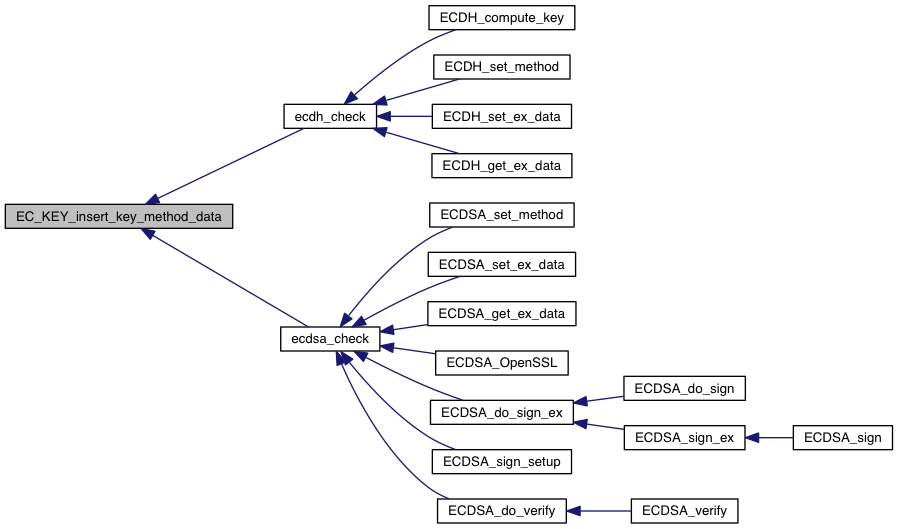 ECDH_compute_key
ECDH_set_method
ecdh_check
ECDH_set_ex_data
ECDH_get_ex_data
EC_KEY_insert_key_method_data
ECDSA_set_method
ECDSA_set_ex_data
ECDSA_get_ex_data
ecdsa_check
ECDSA_OpenSSL
ECDSA_do_sign
ECDSA_do_sign_ex
ECDSA_sign_ex
ECDSA_sign
ECDSA_sign_setup
ECDSA_do_verify
ECDSA_verify